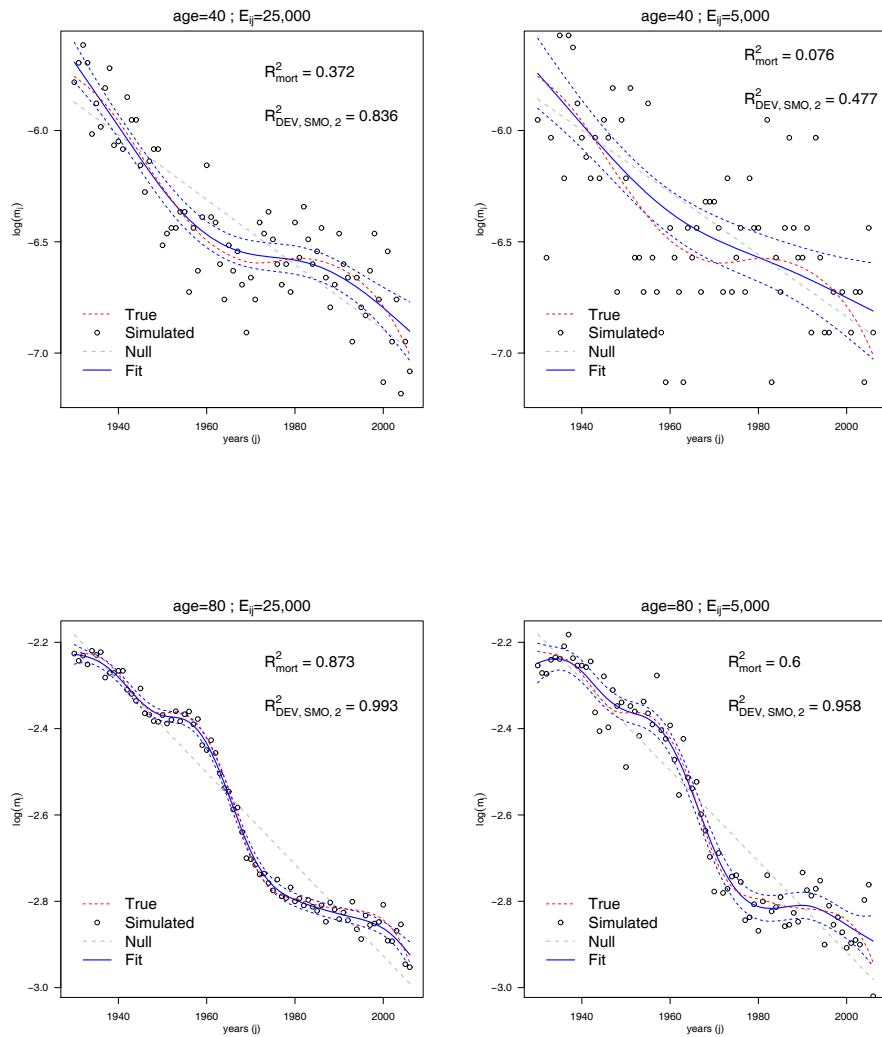 age=40 ; E_ij=25,000
R²_mort = 0.372
R²_DEV, SMO, 2 = 0.836
log(m_j)
−6.0
−6.5
−7.0
True
Simulated
Null
Fit
1940 1960 1980 2000
years (j)
age=40 ; E_ij=5,000
R²_mort = 0.076
R²_DEV, SMO, 2 = 0.477
log(m_j)
−6.0
−6.5
−7.0
True
Simulated
Null
Fit
1940 1960 1980 2000
years (j)
age=80 ; E_ij=25,000
R²_mort = 0.873
R²_DEV, SMO, 2 = 0.993
log(m_j)
−2.2
−2.4
−2.6
−2.8
−3.0
True
Simulated
Null
Fit
1940 1960 1980 2000
years (j)
age=80 ; E_ij=5,000
R²_mort = 0.6
R²_DEV, SMO, 2 = 0.958
log(m_j)
−2.2
−2.4
−2.6
−2.8
−3.0
True
Simulated
Null
Fit
1940 1960 1980 2000
years (j)